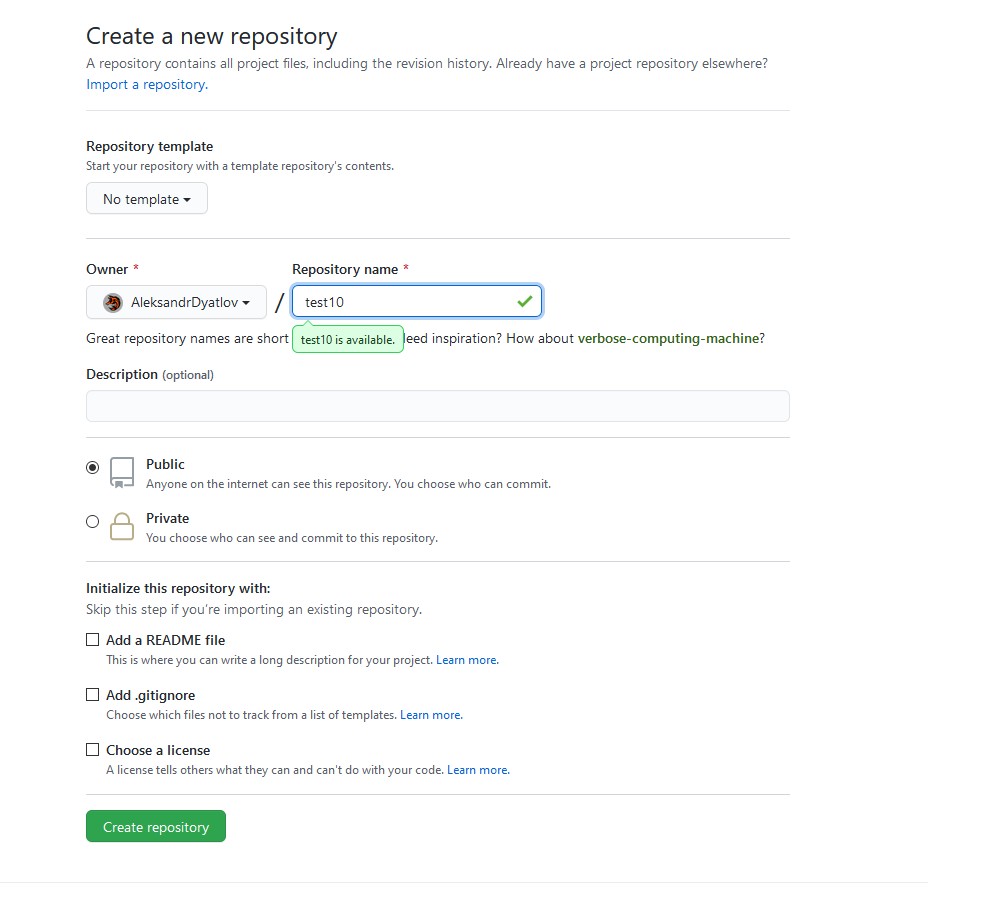 Create a new repository
A repository contains all project files, including the revision history. Already have a project repository elsewhere?
Import a repository.
Repository template
Start your repository with a template repository's contents.
No template
Owner * Repository name *
AleksandrDyatlov / test10
Great repository names are short test10 is available. eed inspiration? How about verbose-computing-machine?
Description (optional)
Public
Anyone on the internet can see this repository. You choose who can commit.
Private
You choose who can see and commit to this repository.
Initialize this repository with:
Skip this step if you're importing an existing repository.
Add a README file
This is where you can write a long description for your project. Learn more.
Add .gitignore
Choose which files not to track from a list of templates. Learn more.
Choose a license
A license tells others what they can and can't do with your code. Learn more.
Create repository